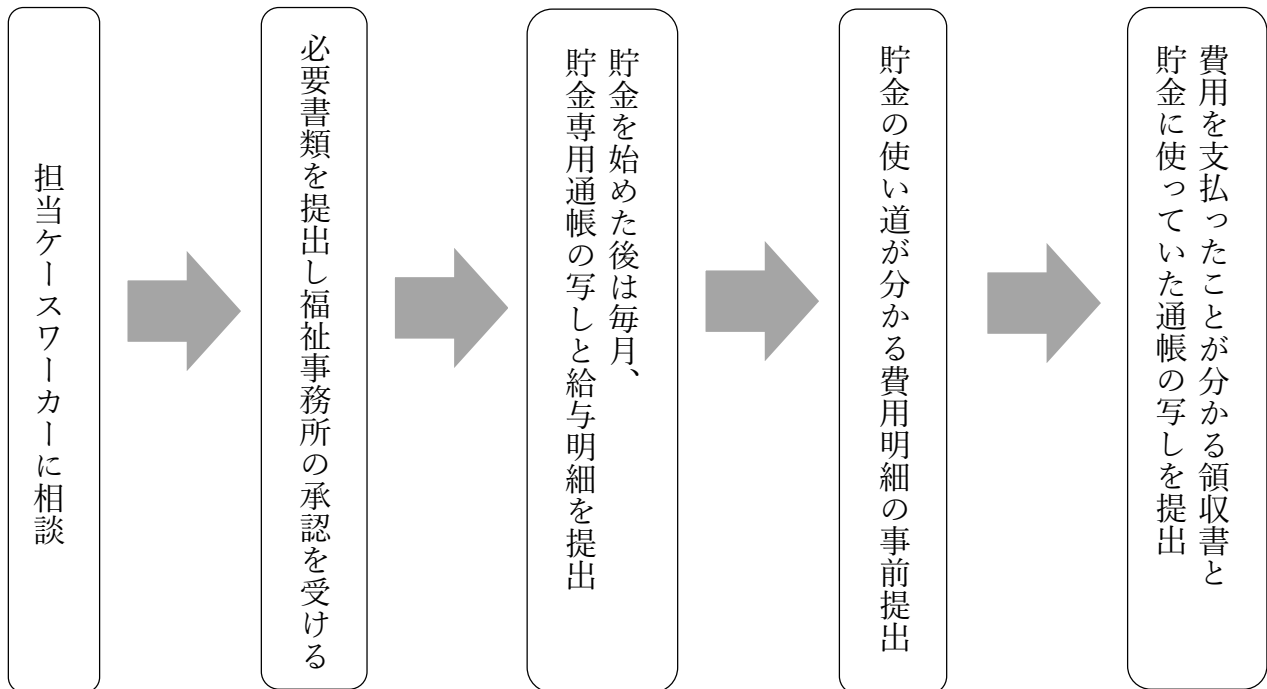 担当ケースワーカーに相談
必要書類を提出し福祉事務所の承認を受ける
貯金を始めた後は毎月、
貯金専用通帳の写しと給与明細を提出
貯金の使い道が分かる費用明細の事前提出
費用を支払ったことが分かる領収書と
貯金に使っていた通帳の写しを提出